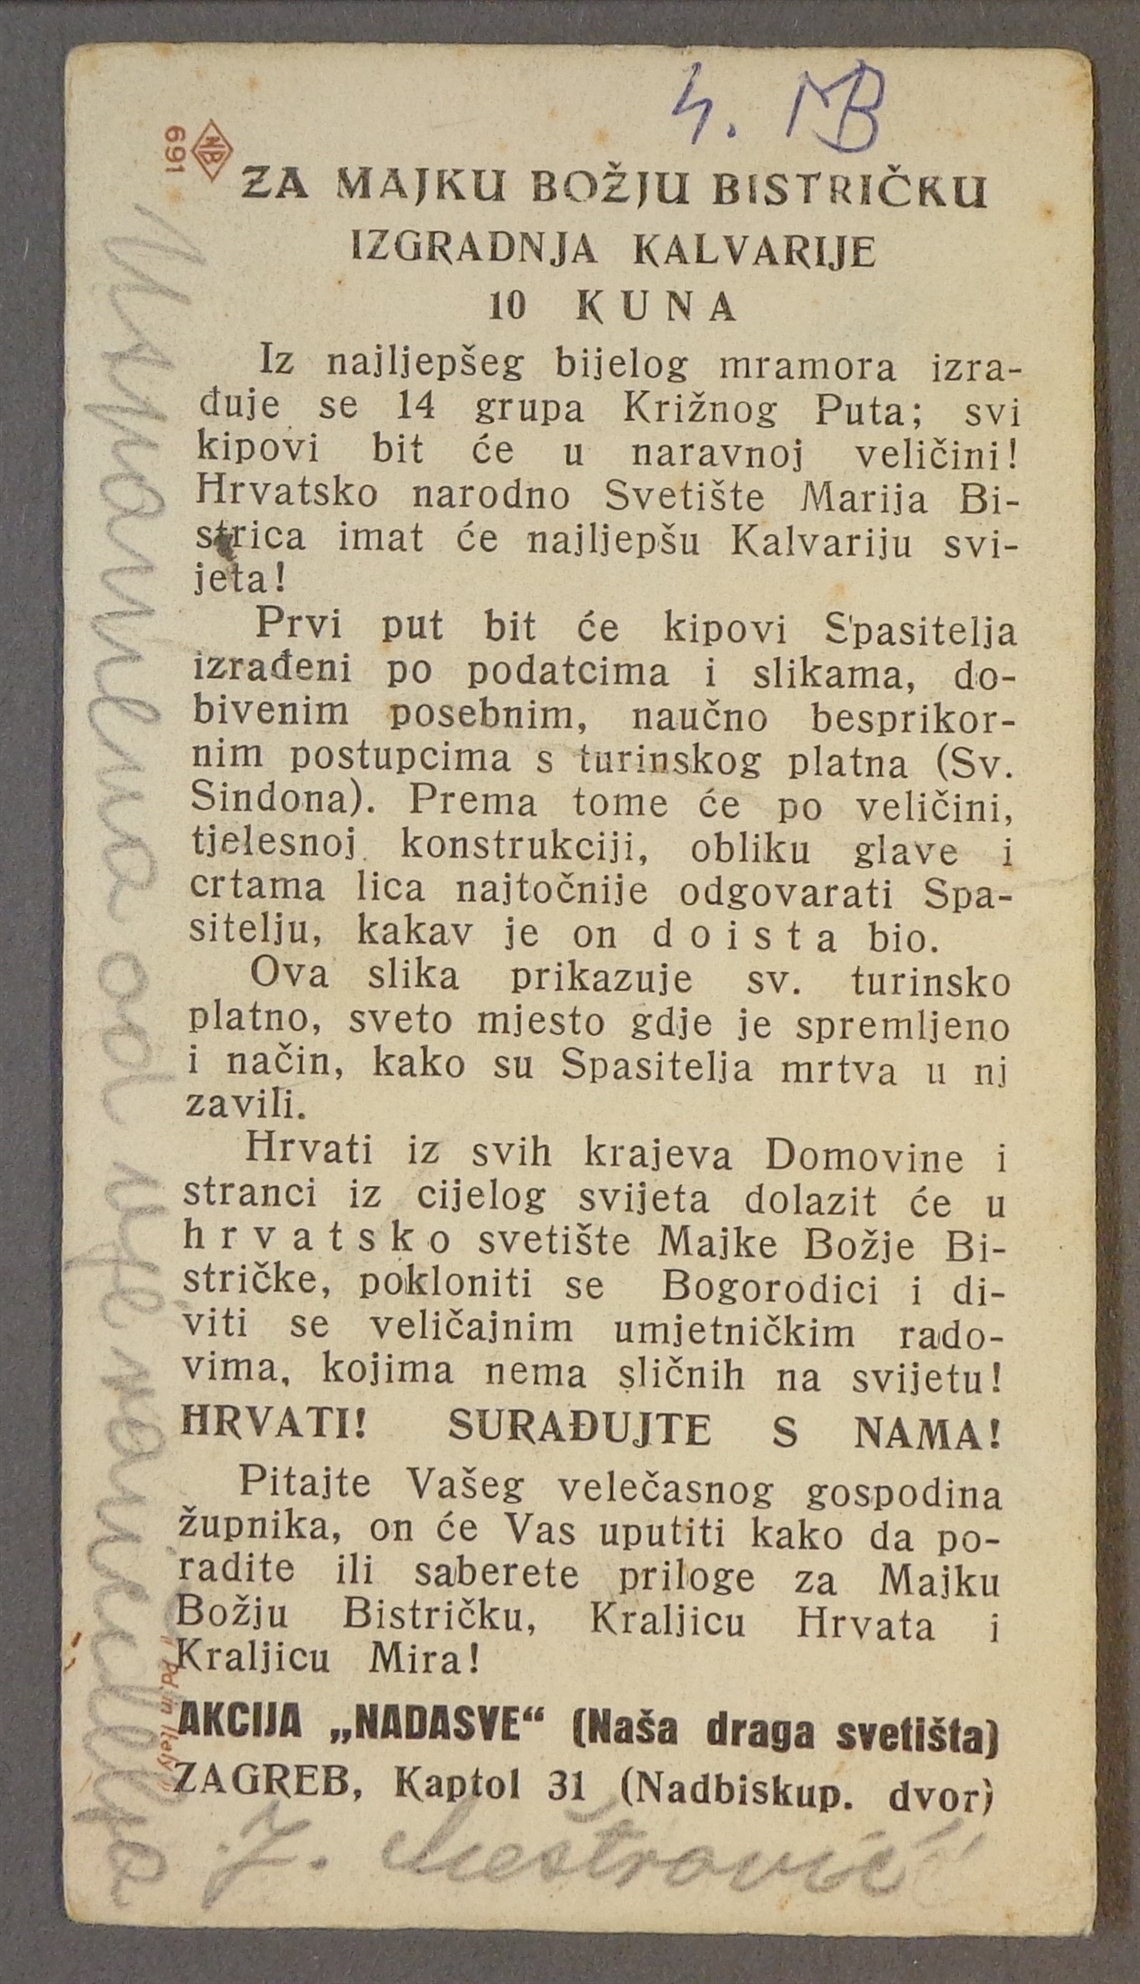 4. MB
NB
691
ZA MAJKU BOŽJU BISTRIČKU
IZGRADNJA KALVARIJE
10 KUNA
Iz najljepšeg bijelog mramora izra-
đuje se 14 grupa Križnog Puta; svi
kipovi bit će u naravnoj veličini!
Hrvatsko narodno Svetište Marija Bi-
strica imat će najljepšu Kalvariju svi-
jeta!
Prvi put bit će kipovi Spasitelja
izrađeni po podatcima i slikama, do-
bivenim posebnim, naučno besprikor-
nim postupcima s turinskog platna (Sv.
Sindona). Prema tome će po veličini,
tjelesnoj konstrukciji, obliku glave i
crtama lica najtočnije odgovarati Spa-
sitelju, kakav je on doista bio.
Ova slika prikazuje sv. turinsko
platno, sveto mjesto gdje je spremljeno
i način, kako su Spasitelja mrtva u nj
zavili.
Hrvati iz svih krajeva Domovine i
stranci iz cijelog svijeta dolazit će u
hrvatsko svetište Majke Božje Bi-
stričke, pokloniti se Bogorodici i di-
viti se veličajnim umjetničkim rado-
vima, kojima nema sličnih na svijetu!
HRVATI! SURAĐUJTE S NAMA!
Pitajte Vašeg velečasnog gospodina
župnika, on će Vas uputiti kako da po-
radite ili saberete priloge za Majku
Božju Bistričku, Kraljicu Hrvata i
Kraljicu Mira!
AKCIJA „NADASVE“ (Naša draga svetišta)
ZAGREB, Kaptol 31 (Nadbiskup. dvor)
J. Meštrović
Uspomena od vjeroučitelja